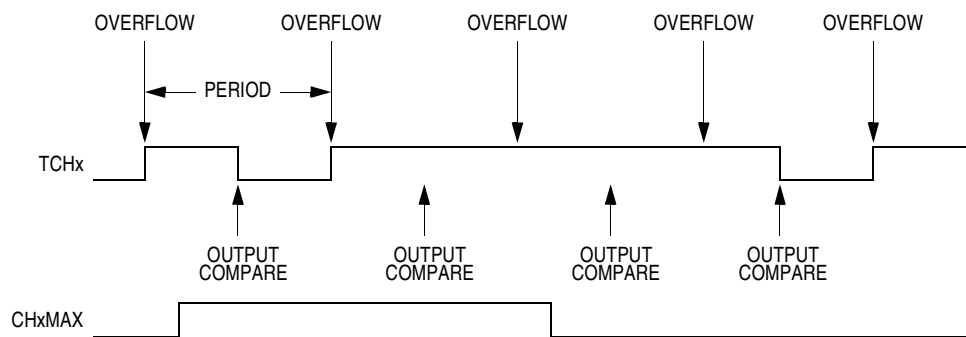 OVERFLOW OVERFLOW OVERFLOW OVERFLOW OVERFLOW
PERIOD
TCHx
OUTPUT COMPARE
OUTPUT COMPARE
OUTPUT COMPARE
OUTPUT COMPARE
CHxMAX